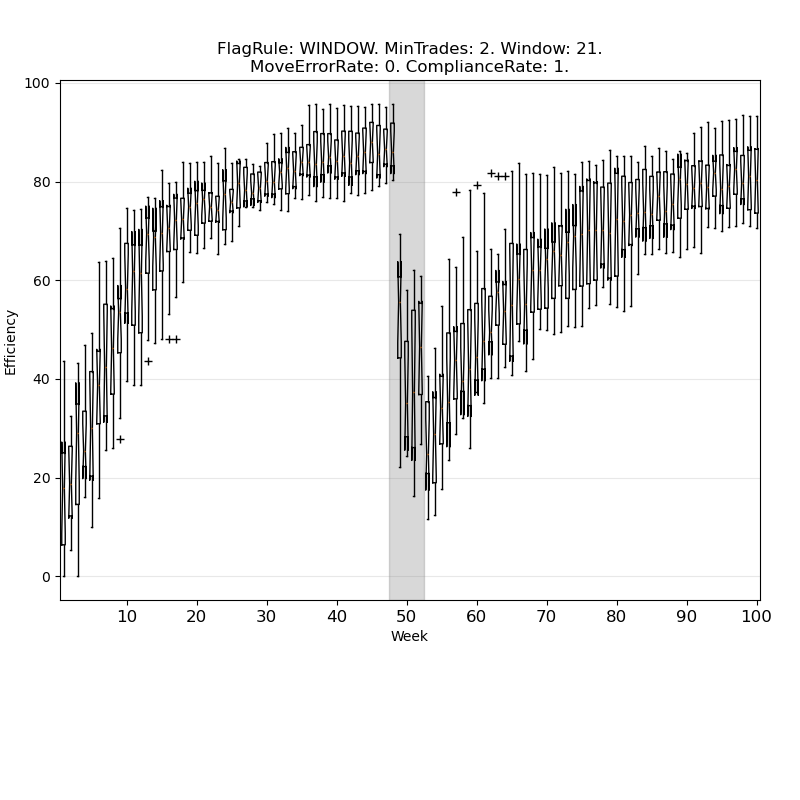 FlagRule: WINDOW. MinTrades: 2. Window: 21.
MoveErrorRate: 0. ComplianceRate: 1.
100
80
60
40
20
0
Efficiency
10 20 30 40 50 60 70 80 90 100
Week